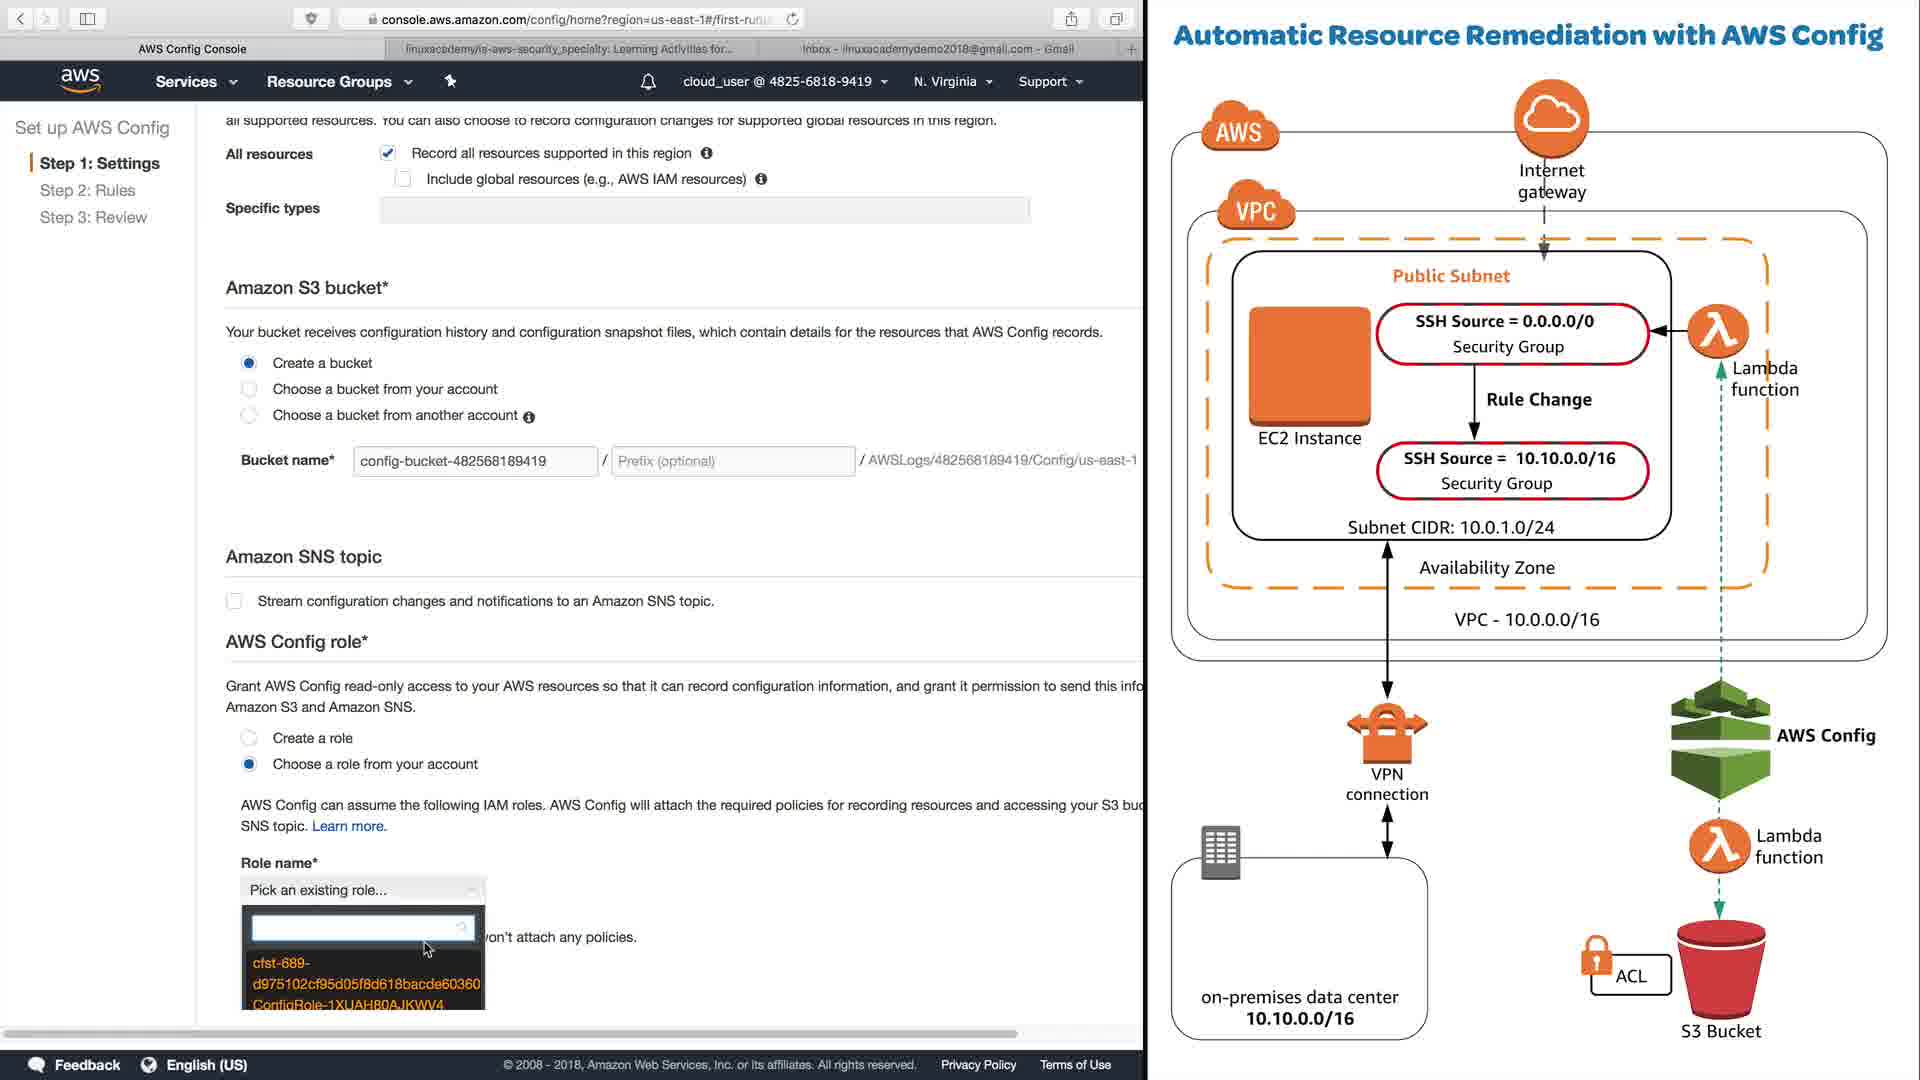 console.aws.amazon.com/config/home?region=us-east-1#/first-run
AWS Config Console
linuxacademy/la-aws-security_specialty: Learning Activities for...
Inbox - linuxacademydemo2018@gmail.com - Gmail
aws
Services
Resource Groups
cloud_user @ 4825-6818-9419
N. Virginia
Support
Set up AWS Config
Step 1: Settings
Step 2: Rules
Step 3: Review
all supported resources. You can also choose to record configuration changes for supported global resources in this region.
All resources
Record all resources supported in this region
Include global resources (e.g., AWS IAM resources)
Specific types
Amazon S3 bucket*
Your bucket receives configuration history and configuration snapshot files, which contain details for the resources that AWS Config records.
Create a bucket
Choose a bucket from your account
Choose a bucket from another account
Bucket name*
config-bucket-482568189419
/
Prefix (optional)
/ AWSLogs/482568189419/Config/us-east-1
Amazon SNS topic
Stream configuration changes and notifications to an Amazon SNS topic.
AWS Config role*
Grant AWS Config read-only access to your AWS resources so that it can record configuration information, and grant it permission to send this info
Amazon S3 and Amazon SNS.
Create a role
Choose a role from your account
AWS Config can assume the following IAM roles. AWS Config will attach the required policies for recording resources and accessing your S3 buc
SNS topic. Learn more.
Role name*
Pick an existing role...
won't attach any policies.
cfst-689-
d975102cf95d05f8d618bacde60360
ConfigRole-1XUAH80AJKWV4
Feedback
English (US)
© 2008 - 2018, Amazon Web Services, Inc. or its affiliates. All rights reserved.
Privacy Policy
Terms of Use
Automatic Resource Remediation with AWS Config
AWS
Internet
gateway
VPC
Public Subnet
SSH Source = 0.0.0.0/0
Security Group
Lambda
function
Rule Change
EC2 Instance
SSH Source = 10.10.0.0/16
Security Group
Subnet CIDR: 10.0.1.0/24
Availability Zone
VPC - 10.0.0.0/16
AWS Config
VPN
connection
Lambda
function
ACL
on-premises data center
10.10.0.0/16
S3 Bucket